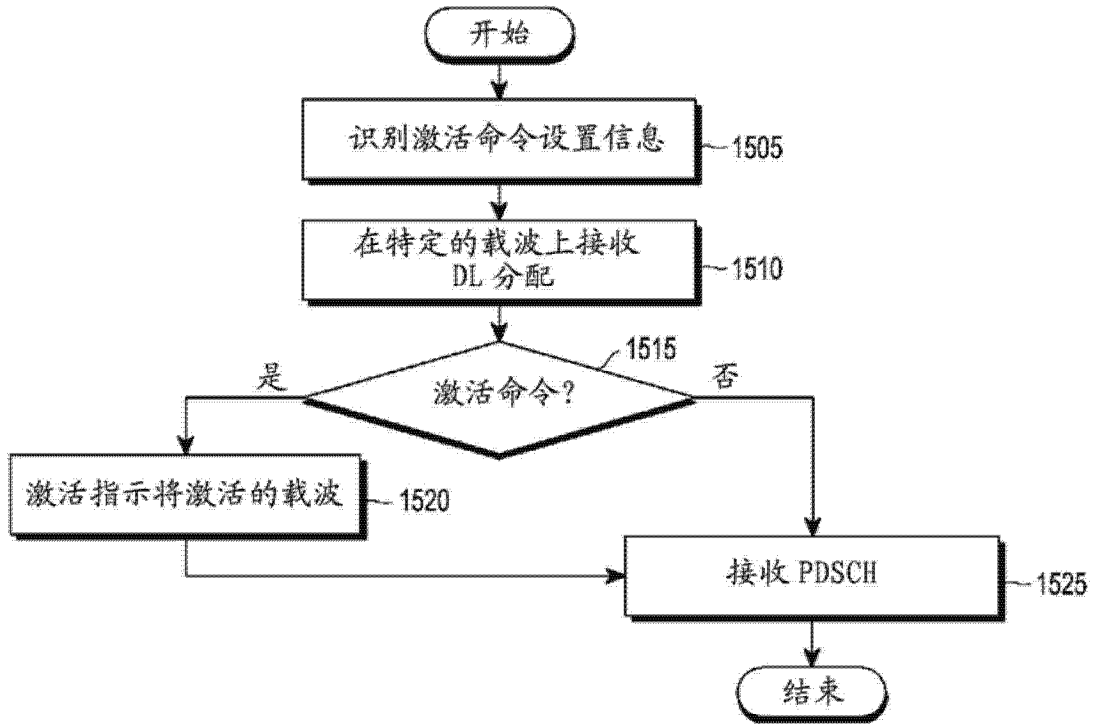 开始
识别激活命令设置信息
1505
在特定的载波上接收
DL 分配
1510
1515
是
激活命令?
否
激活指示将激活的载波
1520
接收 PDSCH
1525
结束